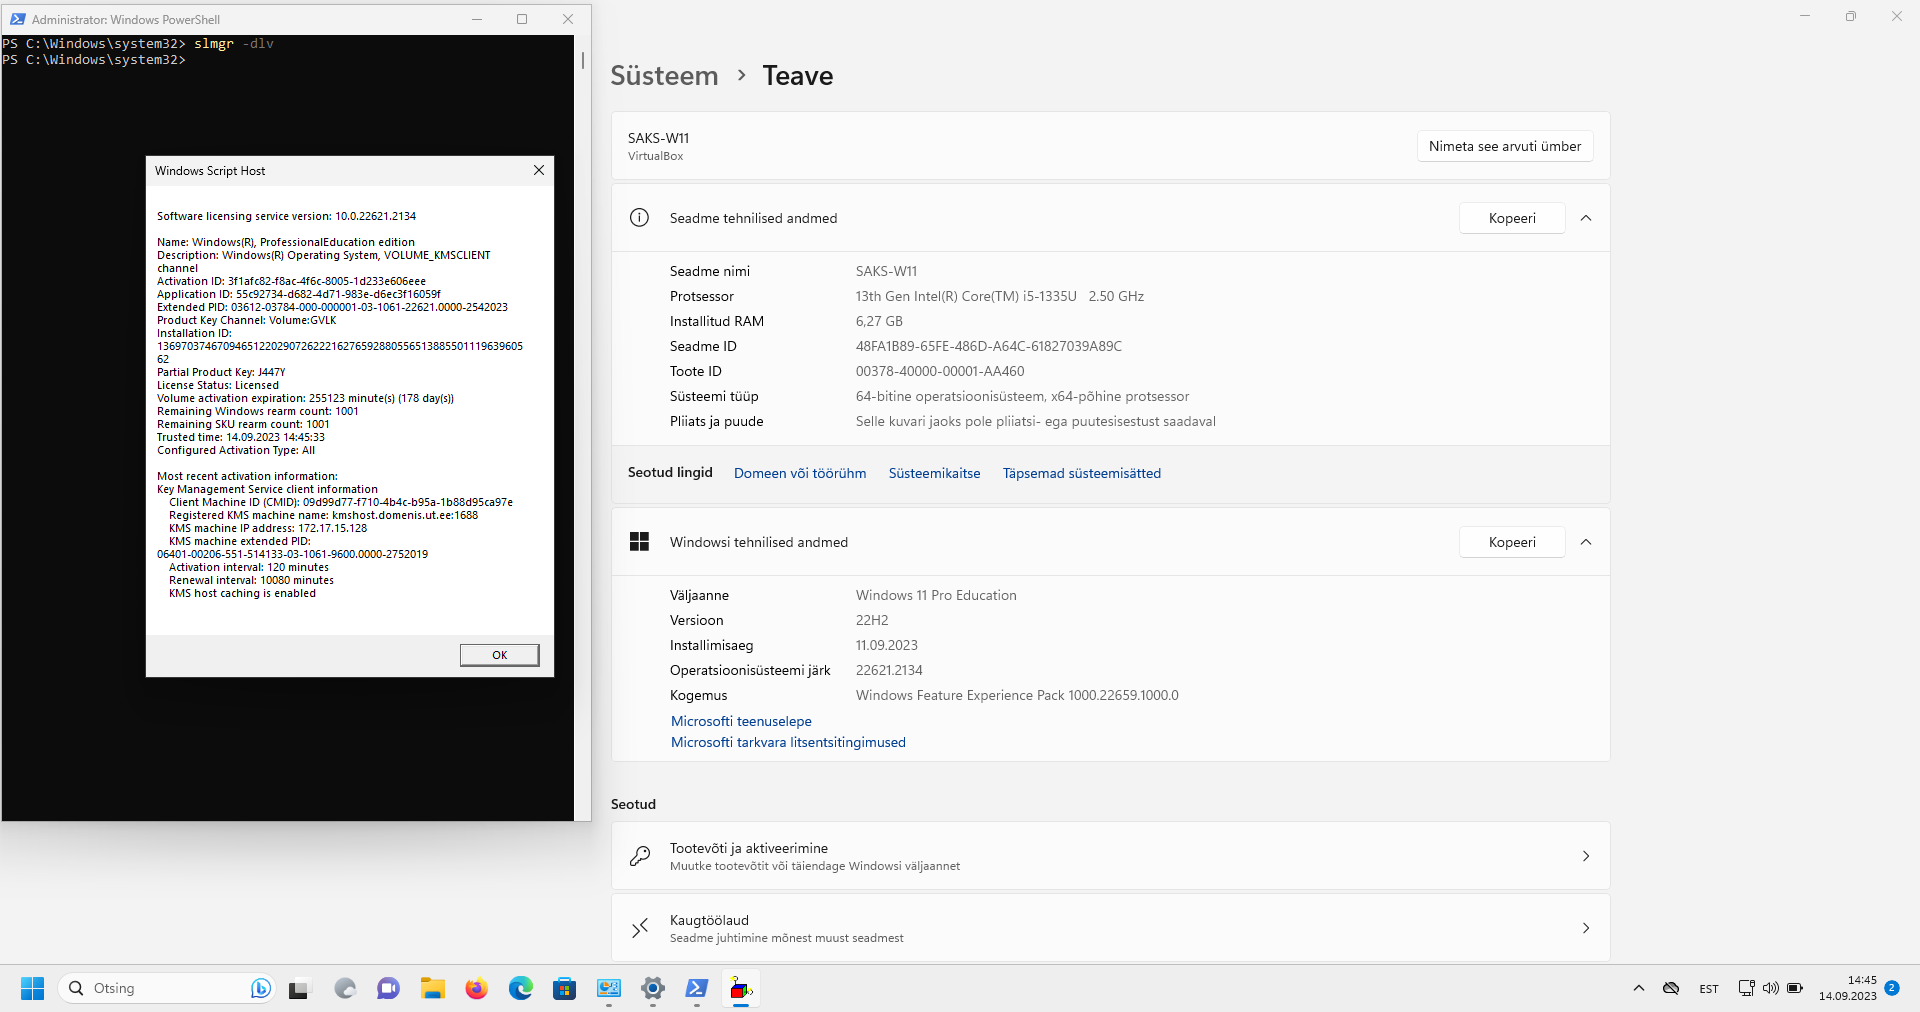 Administrator: Windows PowerShell
PS C:\Windows\system32> slmgr -dlv
PS C:\Windows\system32>
Windows Script Host
Software licensing service version: 10.0.22621.2134
Name: Windows(R), ProfessionalEducation edition
Description: Windows(R) Operating System, VOLUME_KMSCLIENT
channel
Activation ID: 3f1afc82-f8ac-4f6c-8005-1d233e606eee
Application ID: 55c92734-d682-4d71-983e-d6ec3f16059f
Extended PID: 03612-03784-000-000001-03-1061-22621.0000-2542023
Product Key Channel: Volume:GVLK
Installation ID:
136970374670946512202907262221627659288055651388550111963960​5
62
Partial Product Key: J447Y
License Status: Licensed
Volume activation expiration: 255123 minute(s) (178 day(s))
Remaining Windows rearm count: 1001
Remaining SKU rearm count: 1001
Trusted time: 14.09.2023 14:45:33
Configured Activation Type: All
Most recent activation information:
Key Management Service client information
Client Machine ID (CMID): 09d99d77-f710-4b4c-b95a-1b88d95ca97e
Registered KMS machine name: kmshost.domenis.ut.ee:1688
KMS machine IP address: 172.17.15.128
KMS machine extended PID:
06401-00206-551-514133-03-1061-9600.0000-2752019
Activation interval: 120 minutes
Renewal interval: 10080 minutes
KMS host caching is enabled
OK
Süsteem > Teave
SAKS-W11
VirtualBox
Nimeta see arvuti ümber
Seadme tehnilised andmed
Kopeeri
Seadme nimi SAKS-W11
Protsessor 13th Gen Intel(R) Core(TM) i5-1335U 2.50 GHz
Installitud RAM 6,27 GB
Seadme ID 48FA1B89-65FE-486D-A64C-61827039A89C
Toote ID 00378-40000-00001-AA460
Süsteemi tüüp 64-bitine operatsioonisüsteem, x64-põhine protsessor
Pliiats ja puude Selle kuvari jaoks pole pliiatsi- ega puutesisestust saadaval
Seotud lingid Domeen või töörühm Süsteemikaitse Täpsemad süsteemisätted
Windowsi tehnilised andmed
Kopeeri
Väljaanne Windows 11 Pro Education
Versioon 22H2
Installimisaeg 11.09.2023
Operatsioonisüsteemi järk 22621.2134
Kogemus Windows Feature Experience Pack 1000.22659.1000.0
Microsofti teenuselepe
Microsofti tarkvara litsentsitingimused
Seotud
Tootevõti ja aktiveerimine
Muutke tootevõtit või täiendage Windowsi väljaannet
Kaugtöölaud
Seadme juhtimine mõnest muust seadmest
Otsing
EST
14:45
14.09.2023
2